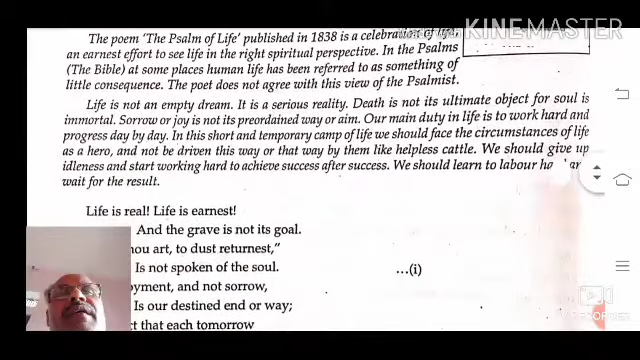 KINEMASTER
The poem 'The Psalm of Life' published in 1838 is a celebration of life,
an earnest effort to see life in the right spiritual perspective. In the Psalms
(The Bible) at some places human life has been referred to as something of
little consequence. The poet does not agree with this view of the Psalmist.
Life is not an empty dream. It is a serious reality. Death is not its ultimate object for soul is
immortal. Sorrow or joy is not its preordained way or aim. Our main duty in life is to work hard and
progress day by day. In this short and temporary camp of life we should face the circumstances of life
as a hero, and not be driven this way or that way by them like helpless cattle. We should give up
idleness and start working hard to achieve success after success. We should learn to labour and
wait for the result.
Life is real! Life is earnest!
And the grave is not its goal.
art, to dust returnest,"
Is not spoken of the soul.
...(i)
and not sorrow,
Is our destined end or way;
that each tomorrow